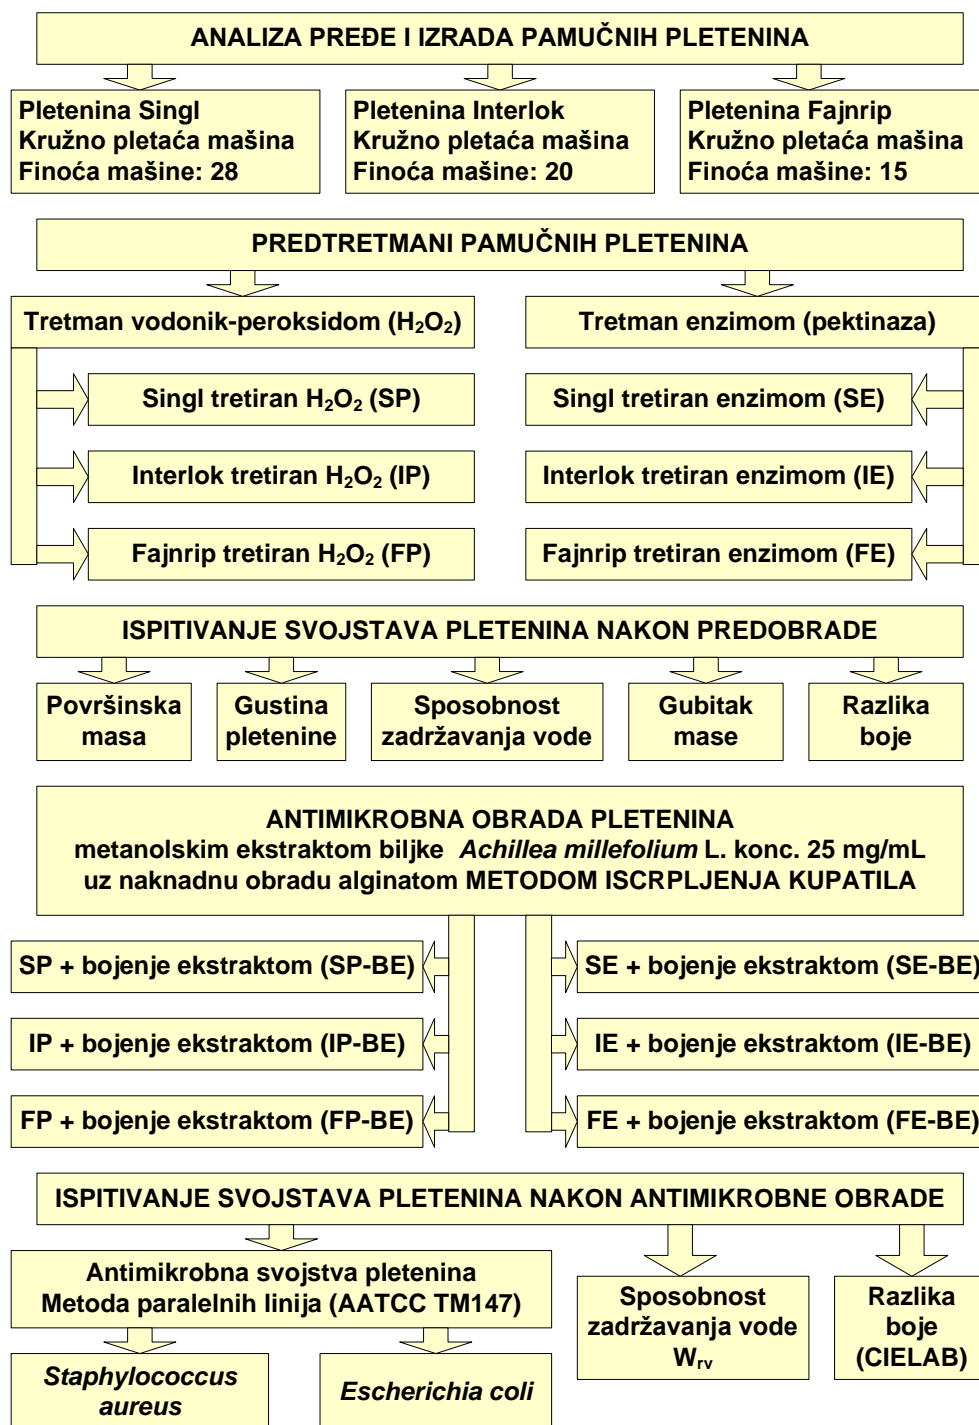 ANALIZA PREĐE I IZRADA PAMUČNIH PLETENINA
Pletenina Singl
Kružno pletaća mašina
Finoća mašine: 28
Pletenina Interlok
Kružno pletaća mašina
Finoća mašine: 20
Pletenina Fajnrip
Kružno pletaća mašina
Finoća mašine: 15
PREDTRETMANI PAMUČNIH PLETENINA
Tretman vodonik-peroksidom (H₂O₂)
Tretman enzimom (pektinaza)
Singl tretiran H₂O₂ (SP)
Singl tretiran enzimom (SE)
Interlok tretiran H₂O₂ (IP)
Interlok tretiran enzimom (IE)
Fajnrip tretiran H₂O₂ (FP)
Fajnrip tretiran enzimom (FE)
ISPITIVANJE SVOJSTAVA PLETENINA NAKON PREDOBRADE
Površinska
masa
Gustina
pletenine
Sposobnost
zadržavanja vode
Gubitak
mase
Razlika
boje
ANTIMIKROBNA OBRADA PLETENINA
metanolskim ekstraktom biljke Achillea millefolium L. konc. 25 mg/mL
uz naknadnu obradu alginatom METODOM ISCRPLJENJA KUPATILA
SP + bojenje ekstraktom (SP-BE)
SE + bojenje ekstraktom (SE-BE)
IP + bojenje ekstraktom (IP-BE)
IE + bojenje ekstraktom (IE-BE)
FP + bojenje ekstraktom (FP-BE)
FE + bojenje ekstraktom (FE-BE)
ISPITIVANJE SVOJSTAVA PLETENINA NAKON ANTIMIKROBNE OBRADE
Antimikrobna svojstva pletenina
Metoda paralelnih linija (AATCC TM147)
Staphylococcus
aureus
Escherichia coli
Sposobnost
zadržavanja vode
Wrv
Razlika
boje
(CIELAB)